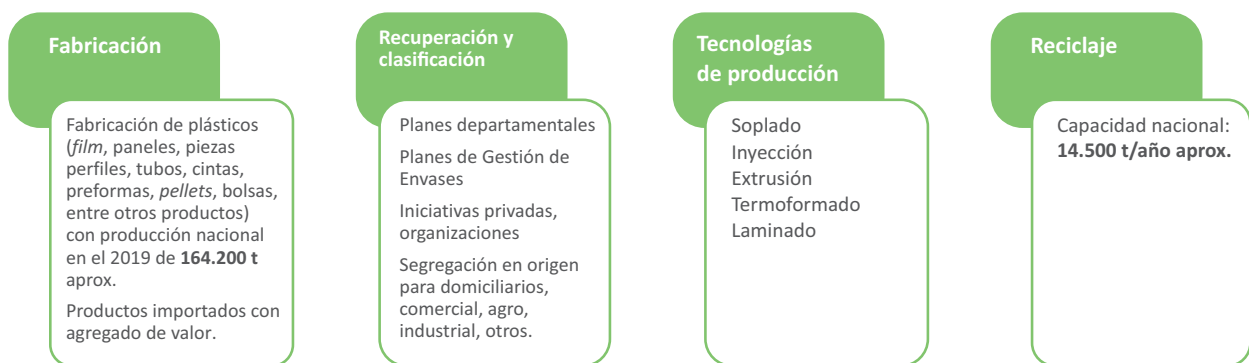 Fabricación
Fabricación de plásticos
(film, paneles, piezas
perfiles, tubos, cintas,
preformas, pellets, bolsas,
entre otros productos)
con producción nacional
en el 2019 de 164.200 t
aprox.
Productos importados con
agregado de valor.
Recuperación y
clasificación
Planes departamentales
Planes de Gestión de
Envases
Iniciativas privadas,
organizaciones
Segregación en origen
para domiciliarios,
comercial, agro,
industrial, otros.
Tecnologías
de producción
Soplado
Inyección
Extrusión
Termoformado
Laminado
Reciclaje
Capacidad nacional:
14.500 t/año aprox.